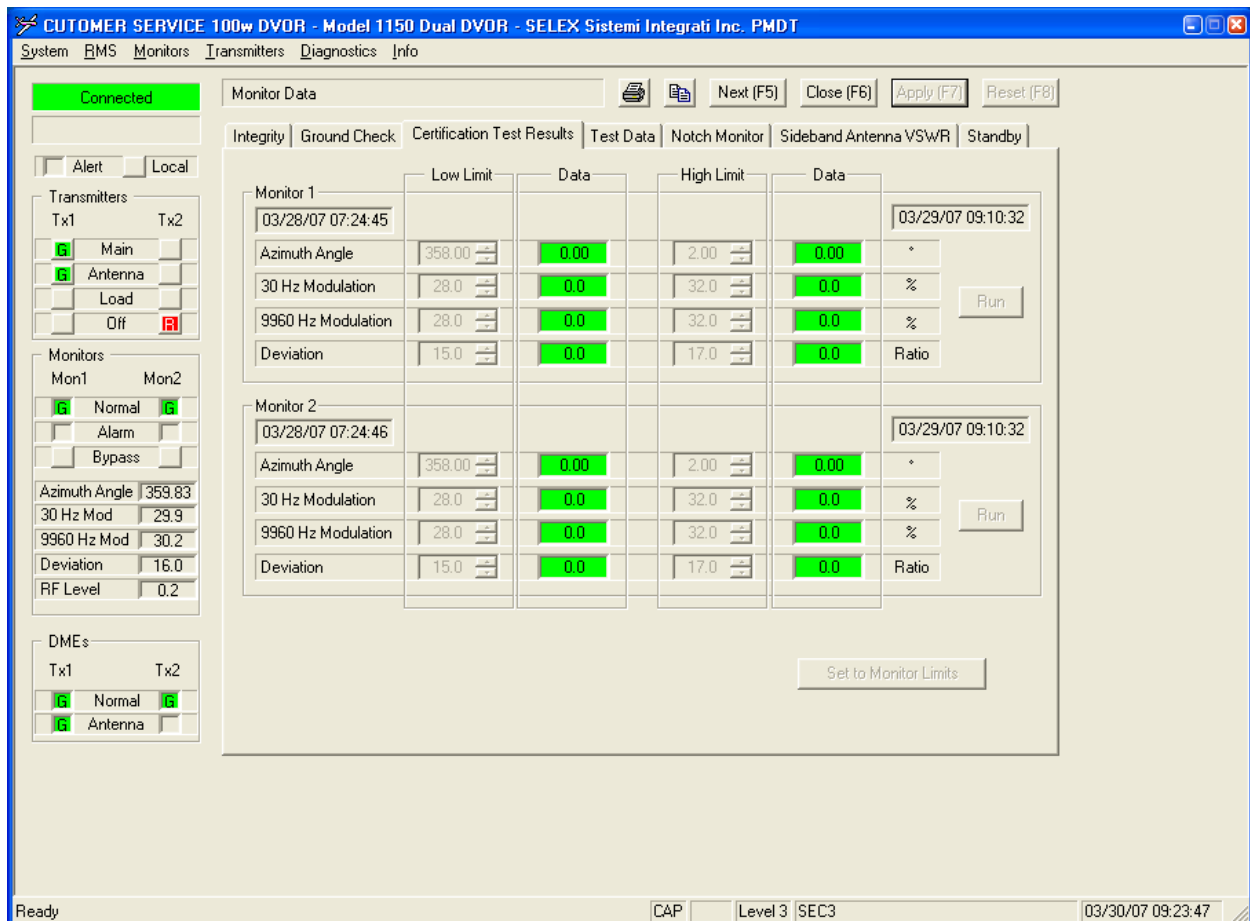 CUTOMER SERVICE 100w DVOR - Model 1150 Dual DVOR - SELEX Sistemi Integrati Inc. PMDT
System RMS Monitors Transmitters Diagnostics Info
Connected
Monitor Data Next (F5) Close (F6) Apply (F7) Reset (F8)
Integrity Ground Check Certification Test Results Test Data Notch Monitor Sideband Antenna VSWR Standby
Alert Local
Transmitters
Tx1 Tx2
G Main
G Antenna
Load
Off R
Monitors
Mon1 Mon2
G Normal G
Alarm
Bypass
Azimuth Angle 359.83
30 Hz Mod 29.9
9960 Hz Mod 30.2
Deviation 16.0
RF Level 0.2
DMEs
Tx1 Tx2
G Normal G
G Antenna
Low Limit Data High Limit Data
Monitor 1
03/28/07 07:24:45 03/29/07 09:10:32
Azimuth Angle 358.00 0.00 2.00 0.00 °
30 Hz Modulation 28.0 0.0 32.0 0.0 %
Run
9960 Hz Modulation 28.0 0.0 32.0 0.0 %
Deviation 15.0 0.0 17.0 0.0 Ratio
Monitor 2
03/28/07 07:24:46 03/29/07 09:10:32
Azimuth Angle 358.00 0.00 2.00 0.00 °
30 Hz Modulation 28.0 0.0 32.0 0.0 %
Run
9960 Hz Modulation 28.0 0.0 32.0 0.0 %
Deviation 15.0 0.0 17.0 0.0 Ratio
Set to Monitor Limits
Ready CAP Level 3 SEC3 03/30/07 09:23:47